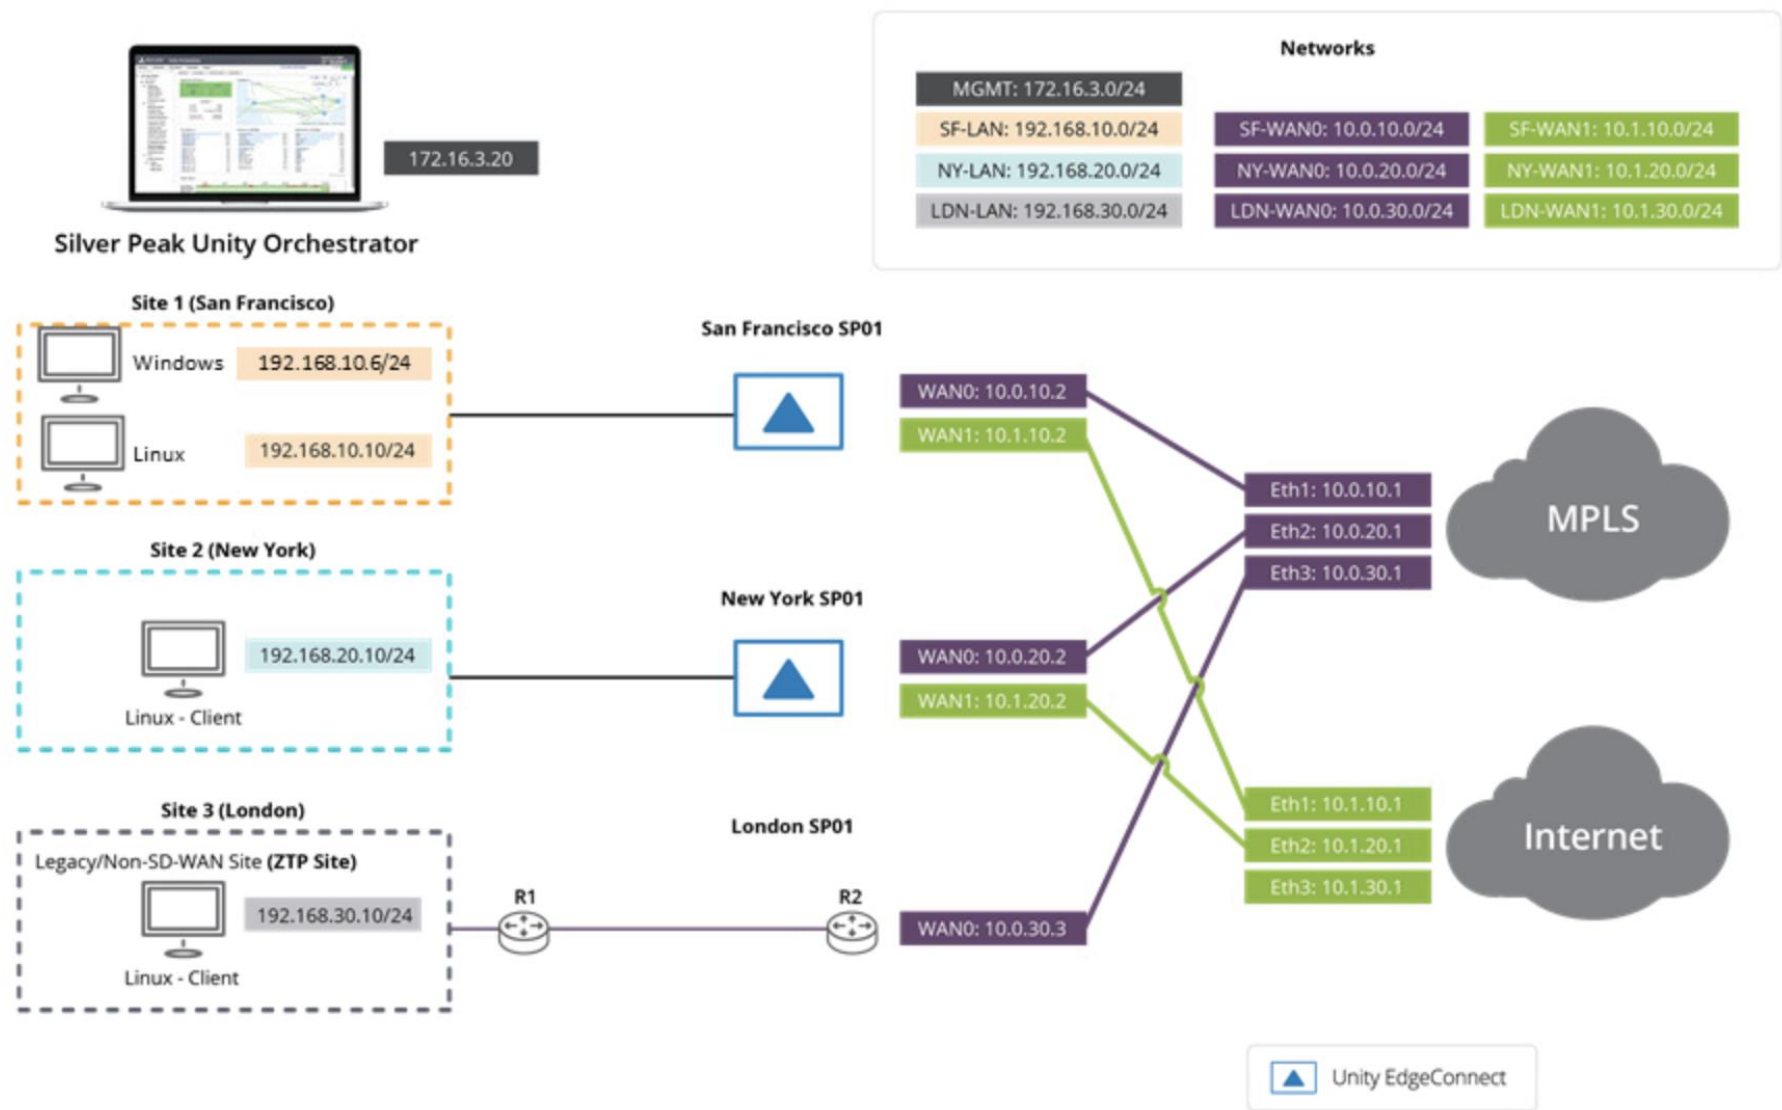 Networks
MGMT: 172.16.3.0/24
SF-LAN: 192.168.10.0/24
SF-WAN0: 10.0.10.0/24
SF-WAN1: 10.1.10.0/24
NY-LAN: 192.168.20.0/24
NY-WAN0: 10.0.20.0/24
NY-WAN1: 10.1.20.0/24
LDN-LAN: 192.168.30.0/24
LDN-WAN0: 10.0.30.0/24
LDN-WAN1: 10.1.30.0/24
172.16.3.20
Silver Peak Unity Orchestrator
Site 1 (San Francisco)
Windows
192.168.10.6/24
Linux
192.168.10.10/24
San Francisco SP01
WAN0: 10.0.10.2
WAN1: 10.1.10.2
Eth1: 10.0.10.1
Eth2: 10.0.20.1
Eth3: 10.0.30.1
MPLS
Site 2 (New York)
192.168.20.10/24
Linux - Client
New York SP01
WAN0: 10.0.20.2
WAN1: 10.1.20.2
Eth1: 10.1.10.1
Eth2: 10.1.20.1
Eth3: 10.1.30.1
Internet
Site 3 (London)
Legacy/Non-SD-WAN Site (ZTP Site)
192.168.30.10/24
Linux - Client
R1
London SP01
R2
WAN0: 10.0.30.3
Unity EdgeConnect